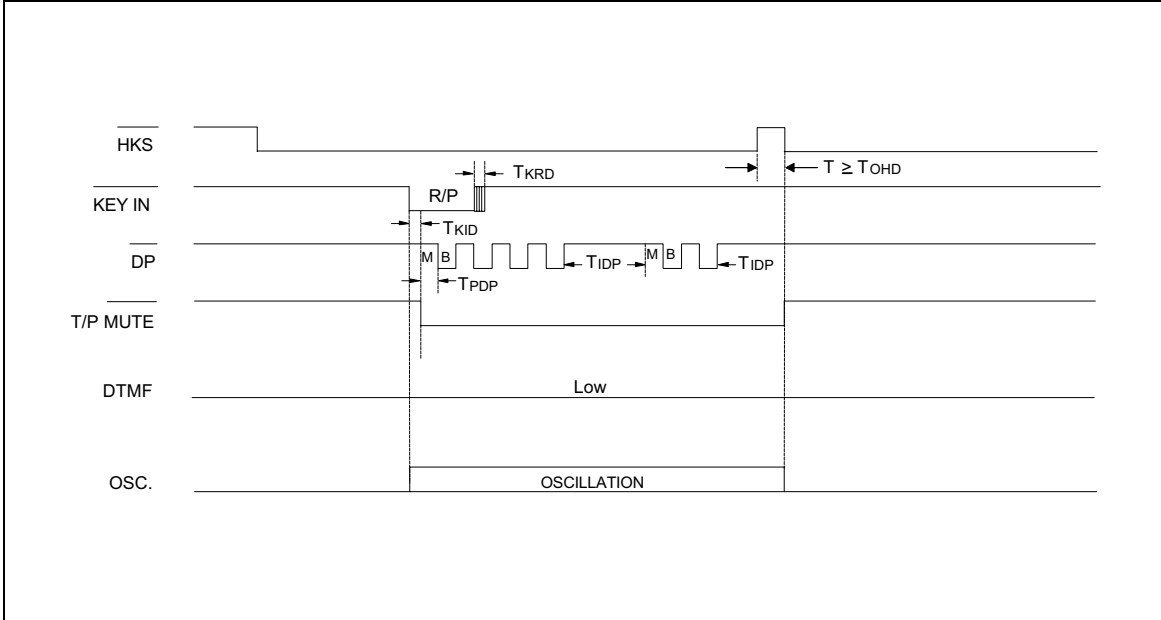 HKS
T ≥ TOHD
TKRD
R/P
KEY IN
TKID
M B
TIDP
M B
TIDP
DP
TPDP
T/P MUTE
Low
DTMF
OSCILLATION
OSC.